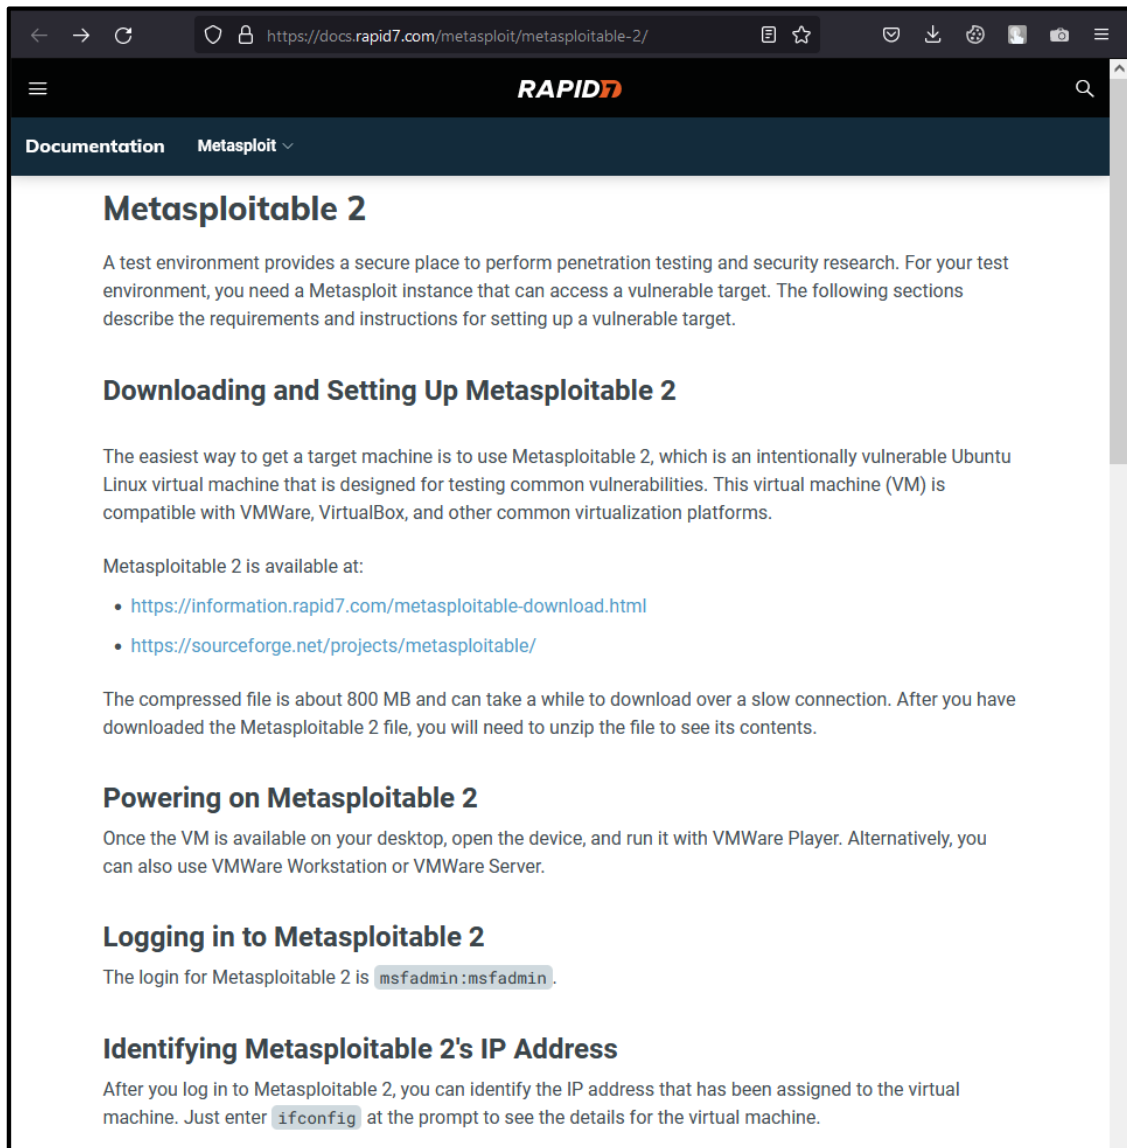 https://docs.rapid7.com/metasploit/metasploitable-2/
RAPID7
Documentation Metasploit
Metasploitable 2
A test environment provides a secure place to perform penetration testing and security research. For your test
environment, you need a Metasploit instance that can access a vulnerable target. The following sections
describe the requirements and instructions for setting up a vulnerable target.
Downloading and Setting Up Metasploitable 2
The easiest way to get a target machine is to use Metasploitable 2, which is an intentionally vulnerable Ubuntu
Linux virtual machine that is designed for testing common vulnerabilities. This virtual machine (VM) is
compatible with VMWare, VirtualBox, and other common virtualization platforms.
Metasploitable 2 is available at:
• https://information.rapid7.com/metasploitable-download.html
• https://sourceforge.net/projects/metasploitable/
The compressed file is about 800 MB and can take a while to download over a slow connection. After you have
downloaded the Metasploitable 2 file, you will need to unzip the file to see its contents.
Powering on Metasploitable 2
Once the VM is available on your desktop, open the device, and run it with VMWare Player. Alternatively, you
can also use VMWare Workstation or VMWare Server.
Logging in to Metasploitable 2
The login for Metasploitable 2 is msfadmin:msfadmin.
Identifying Metasploitable 2's IP Address
After you log in to Metasploitable 2, you can identify the IP address that has been assigned to the virtual
machine. Just enter ifconfig at the prompt to see the details for the virtual machine.